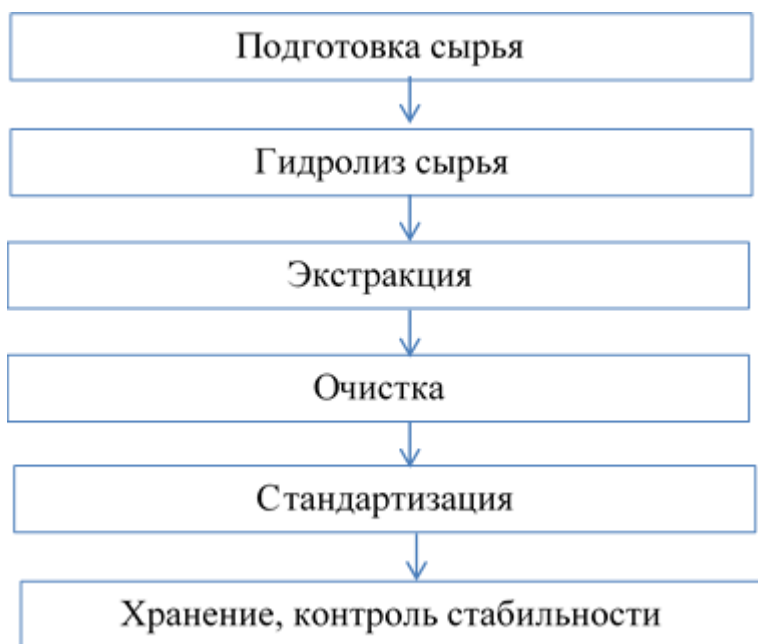 Подготовка сырья
Гидролиз сырья
Экстракция
Очистка
Стандартизация
Хранение, контроль стабильности